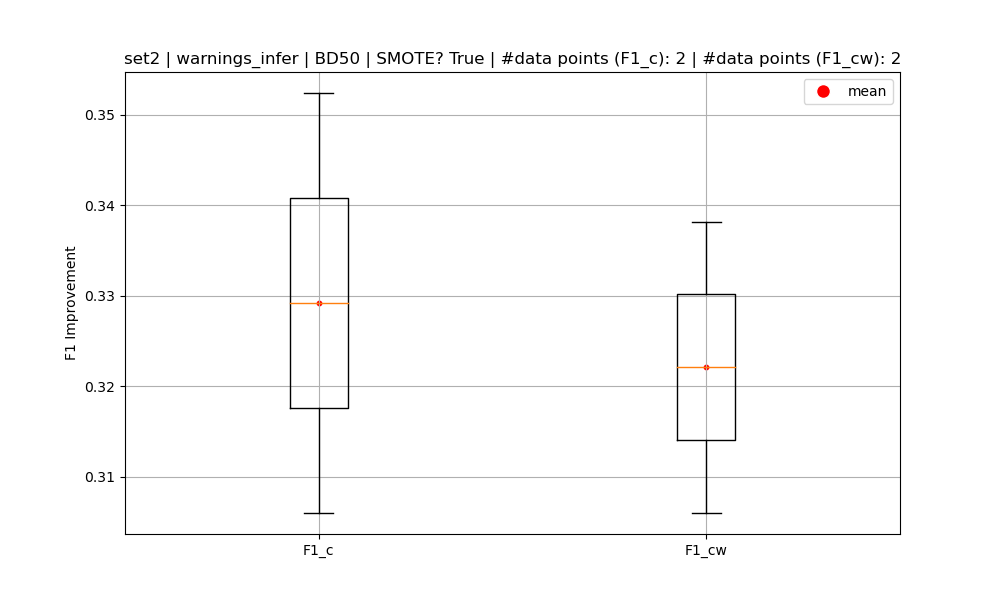 set2 | warnings_infer | BD50 | SMOTE? True | #data points (F1_c): 2 | #data points (F1_cw): 2
mean
0.35
0.34
0.33
0.32
0.31
F1 Improvement
F1_c
F1_cw